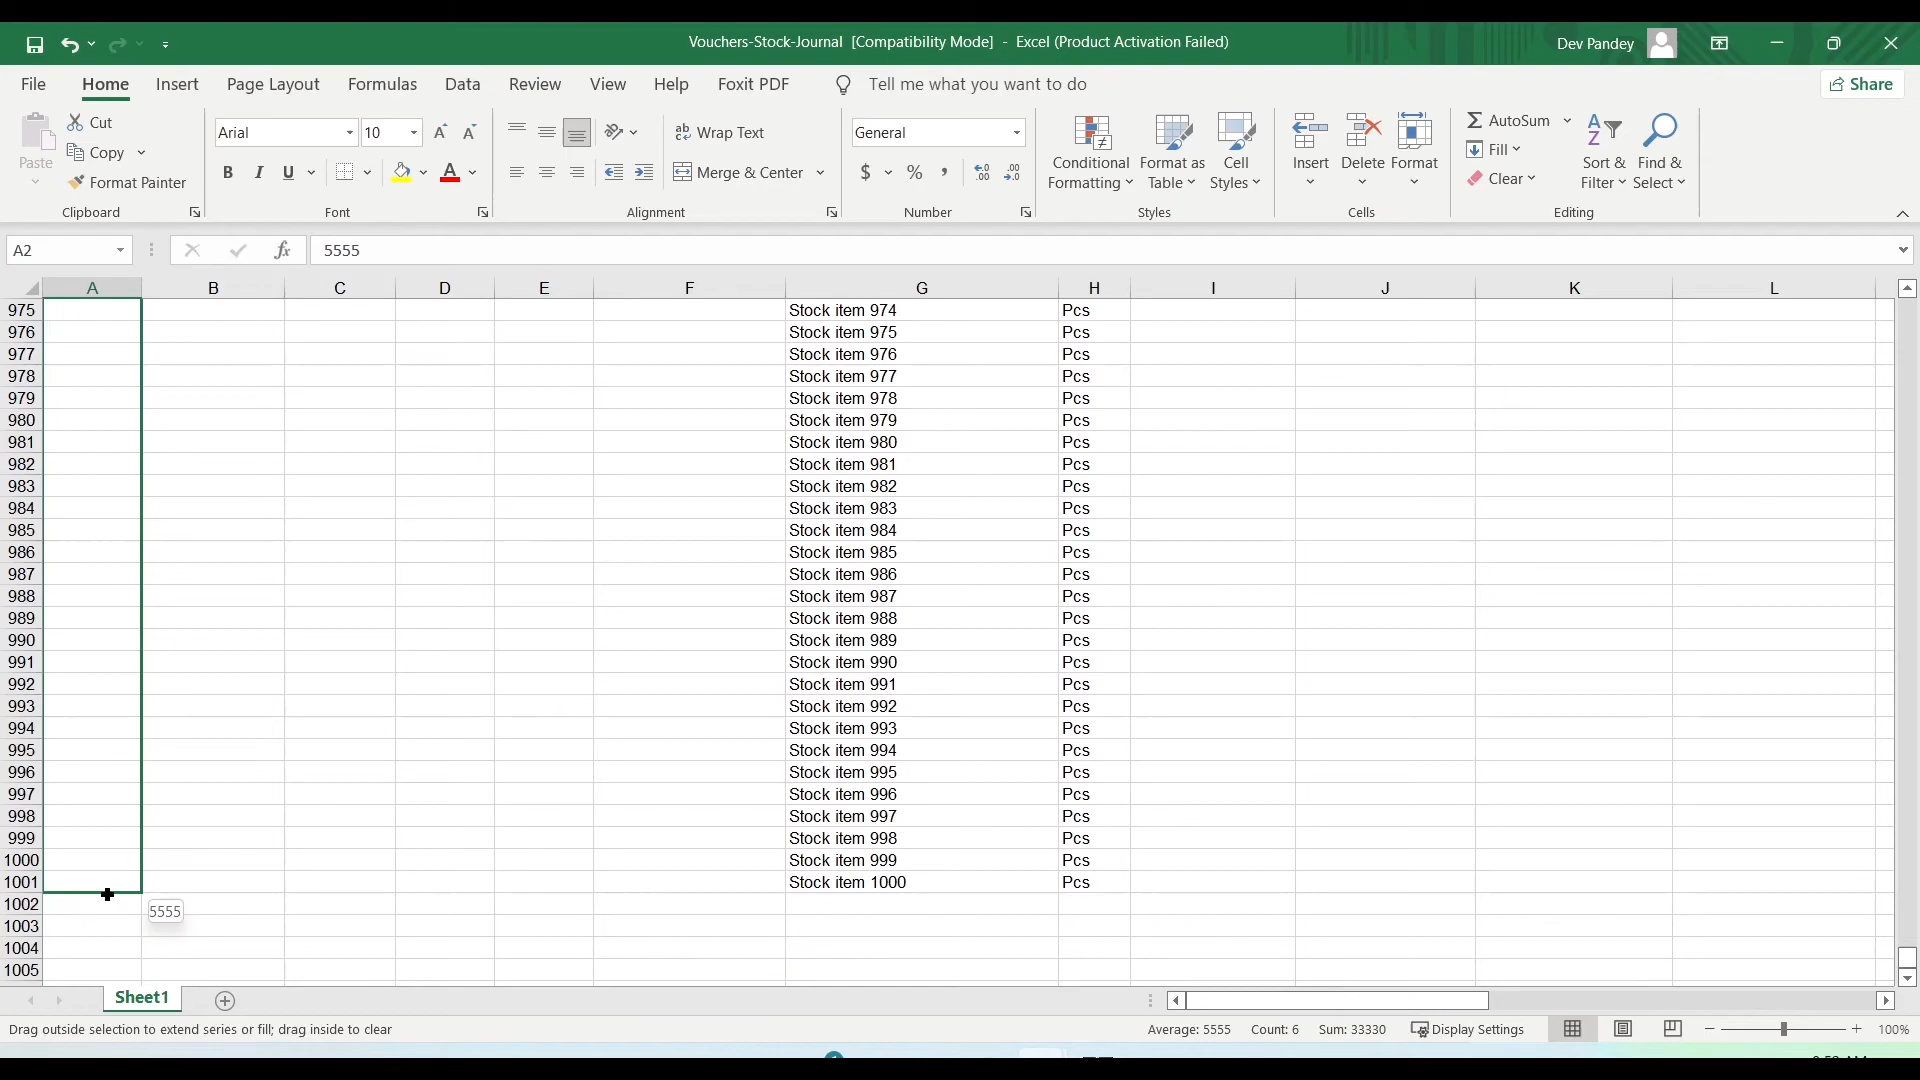 Vouchers-Stock-Journal [Compatibility Mode] - Excel (Product Activation Failed)
Dev Pandey
File Home Insert Page Layout Formulas Data Review View Help Foxit PDF Tell me what you want to do Share
Paste
Cut
Copy
Format Painter
Clipboard
Arial 10
B I U
Font
Wrap Text
Merge & Center
Alignment
General
$ % ,
Number
Conditional Formatting
Format as Table
Cell Styles
Styles
Insert Delete Format
Cells
AutoSum
Fill
Clear
Sort & Filter
Find & Select
Editing
A2 fx 5555
A B C D E F G H I J K L
975 Stock item 974 Pcs
976 Stock item 975 Pcs
977 Stock item 976 Pcs
978 Stock item 977 Pcs
979 Stock item 978 Pcs
980 Stock item 979 Pcs
981 Stock item 980 Pcs
982 Stock item 981 Pcs
983 Stock item 982 Pcs
984 Stock item 983 Pcs
985 Stock item 984 Pcs
986 Stock item 985 Pcs
987 Stock item 986 Pcs
988 Stock item 987 Pcs
989 Stock item 988 Pcs
990 Stock item 989 Pcs
991 Stock item 990 Pcs
992 Stock item 991 Pcs
993 Stock item 992 Pcs
994 Stock item 993 Pcs
995 Stock item 994 Pcs
996 Stock item 995 Pcs
997 Stock item 996 Pcs
998 Stock item 997 Pcs
999 Stock item 998 Pcs
1000 Stock item 999 Pcs
1001 Stock item 1000 Pcs
1002
5555
1003
1004
1005
Sheet1
Drag outside selection to extend series or fill; drag inside to clear Average: 5555 Count: 6 Sum: 33330 Display Settings 100%